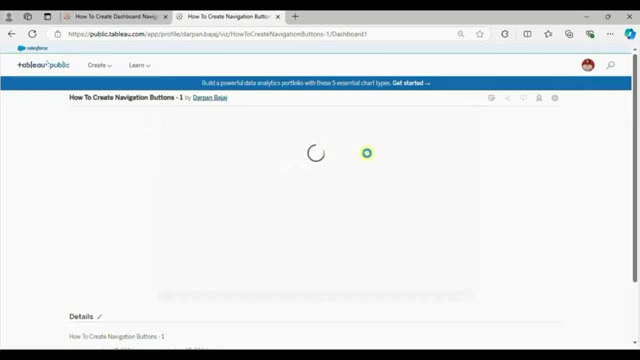 How To Create Dashboard Navig
How To Create Navigation Buttons
https://public.tableau.com/app/profile/darpan.bajaj/viz/HowToCreateNavigationButtons-1/Dashboard1
salesforce
tableau public
Create
Learn
Build a powerful data analytics portfolio with these 5 essential chart types. Get started →
How To Create Navigation Buttons - 1 by Darpan Bajaj
Details
How To Create Navigation Buttons - 1